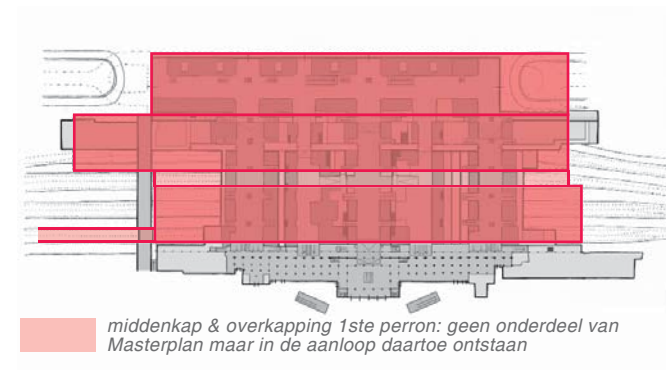 middenkap & overkapping 1ste perron: geen onderdeel van
Masterplan maar in de aanloop daartoe ontstaan